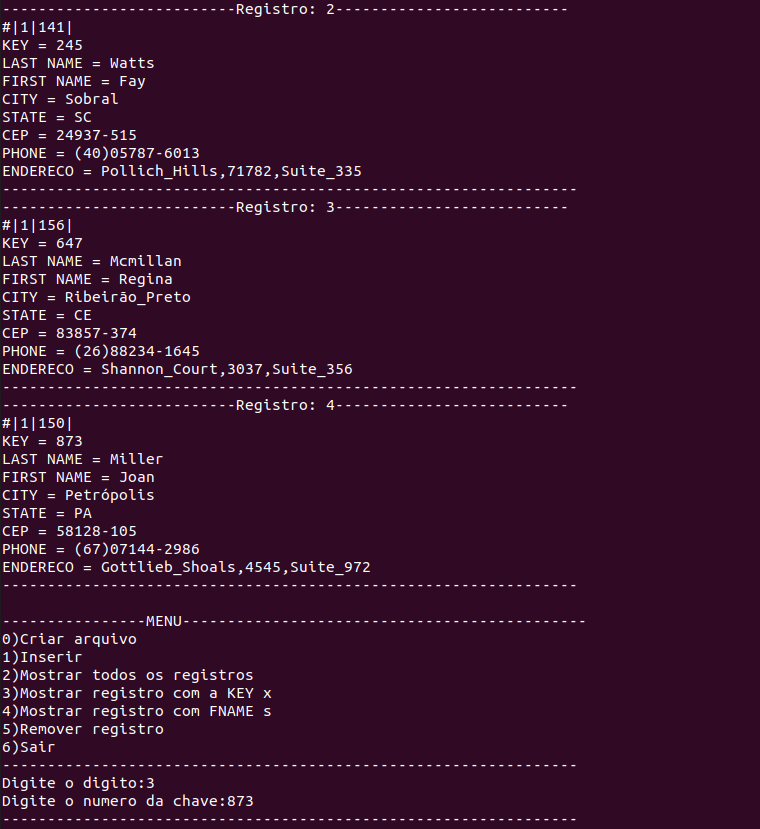 --------------------------Registro: 2--------------------------
#|1|141|
KEY = 245
LAST NAME = Watts
FIRST NAME = Fay
CITY = Sobral
STATE = SC
CEP = 24937-515
PHONE = (40)05787-6013
ENDERECO = Pollich_Hills,71782,Suite_335
----------------------------------------------------------------
--------------------------Registro: 3--------------------------
#|1|156|
KEY = 647
LAST NAME = Mcmillan
FIRST NAME = Regina
CITY = Ribeirão_Preto
STATE = CE
CEP = 83857-374
PHONE = (26)88234-1645
ENDERECO = Shannon_Court,3037,Suite_356
----------------------------------------------------------------
--------------------------Registro: 4--------------------------
#|1|150|
KEY = 873
LAST NAME = Miller
FIRST NAME = Joan
CITY = Petrópolis
STATE = PA
CEP = 58128-105
PHONE = (67)07144-2986
ENDERECO = Gottlieb_Shoals,4545,Suite_972
----------------------------------------------------------------
----------------MENU---------------------------------------------
0)Criar arquivo
1)Inserir
2)Mostrar todos os registros
3)Mostrar registro com a KEY x
4)Mostrar registro com FNAME s
5)Remover registro
6)Sair
----------------------------------------------------------------
Digite o digito:3
Digite o numero da chave:873
----------------------------------------------------------------